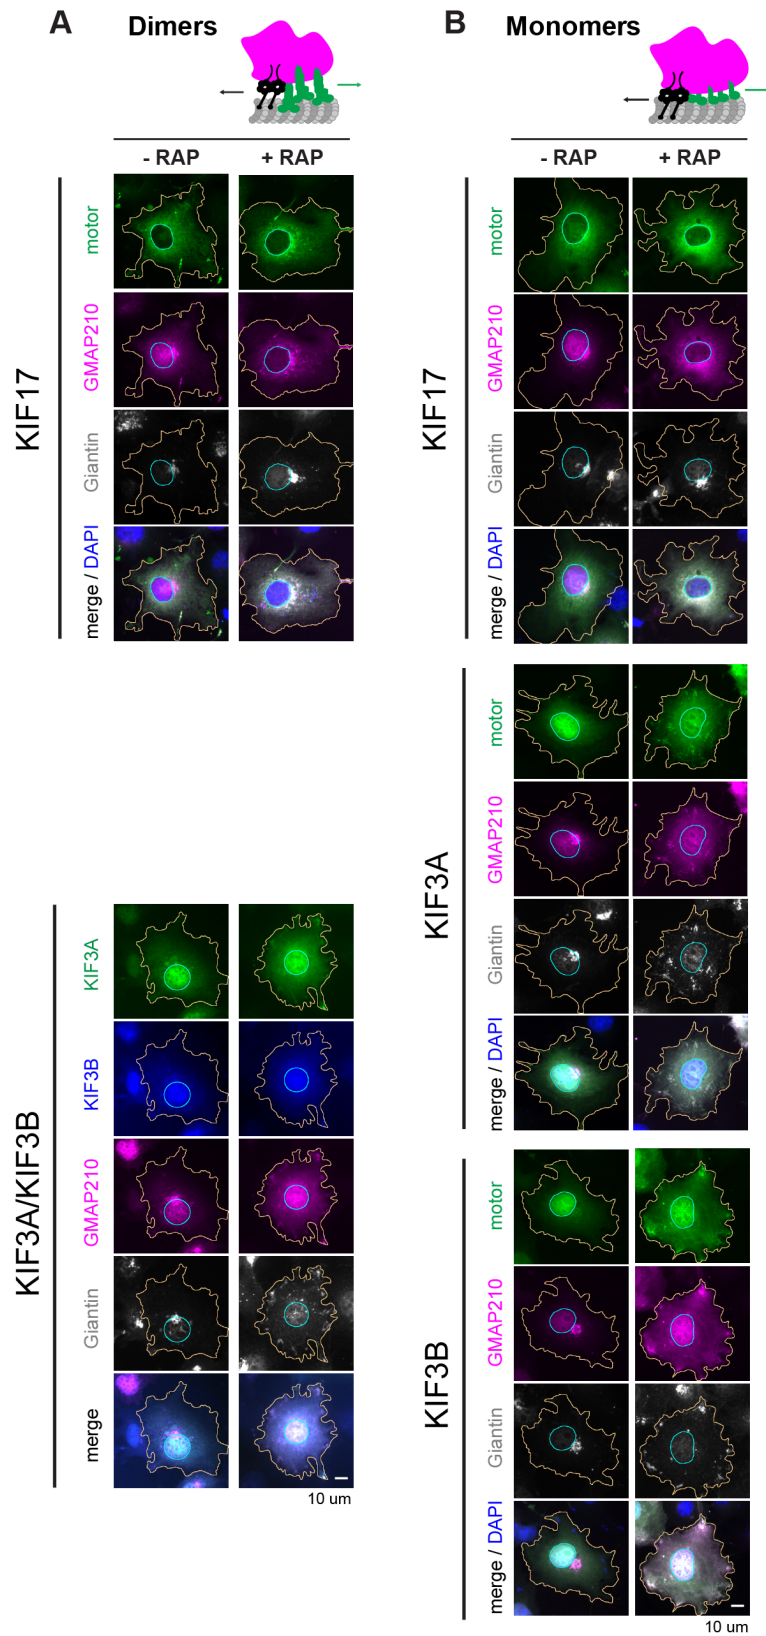 A
Dimers
- RAP
+ RAP
KIF17
motor
GMAP210
Giantin
merge / DAPI
KIF3A/KIF3B
KIF3A
KIF3B
GMAP210
Giantin
merge
10 um
B
Monomers
- RAP
+ RAP
KIF17
motor
GMAP210
Giantin
merge / DAPI
KIF3A
motor
GMAP210
Giantin
merge / DAPI
KIF3B
motor
GMAP210
Giantin
merge / DAPI
10 um